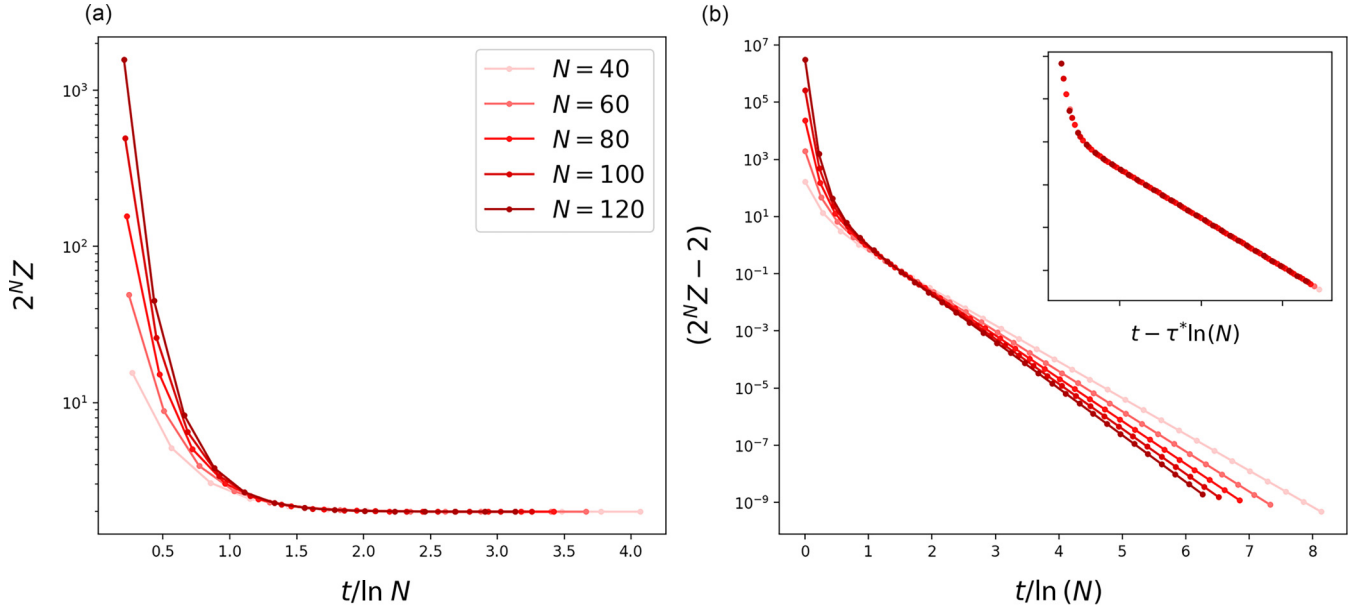 (a)
2^N Z
10^3
10^2
10^1
N = 40
N = 60
N = 80
N = 100
N = 120
0.5 1.0 1.5 2.0 2.5 3.0 3.5 4.0
t/ln N
(b)
(2^N Z − 2)
10^7
10^5
10^3
10^1
10^−1
10^−3
10^−5
10^−7
10^−9
t − τ* ln(N)
0 1 2 3 4 5 6 7 8
t/ln (N)